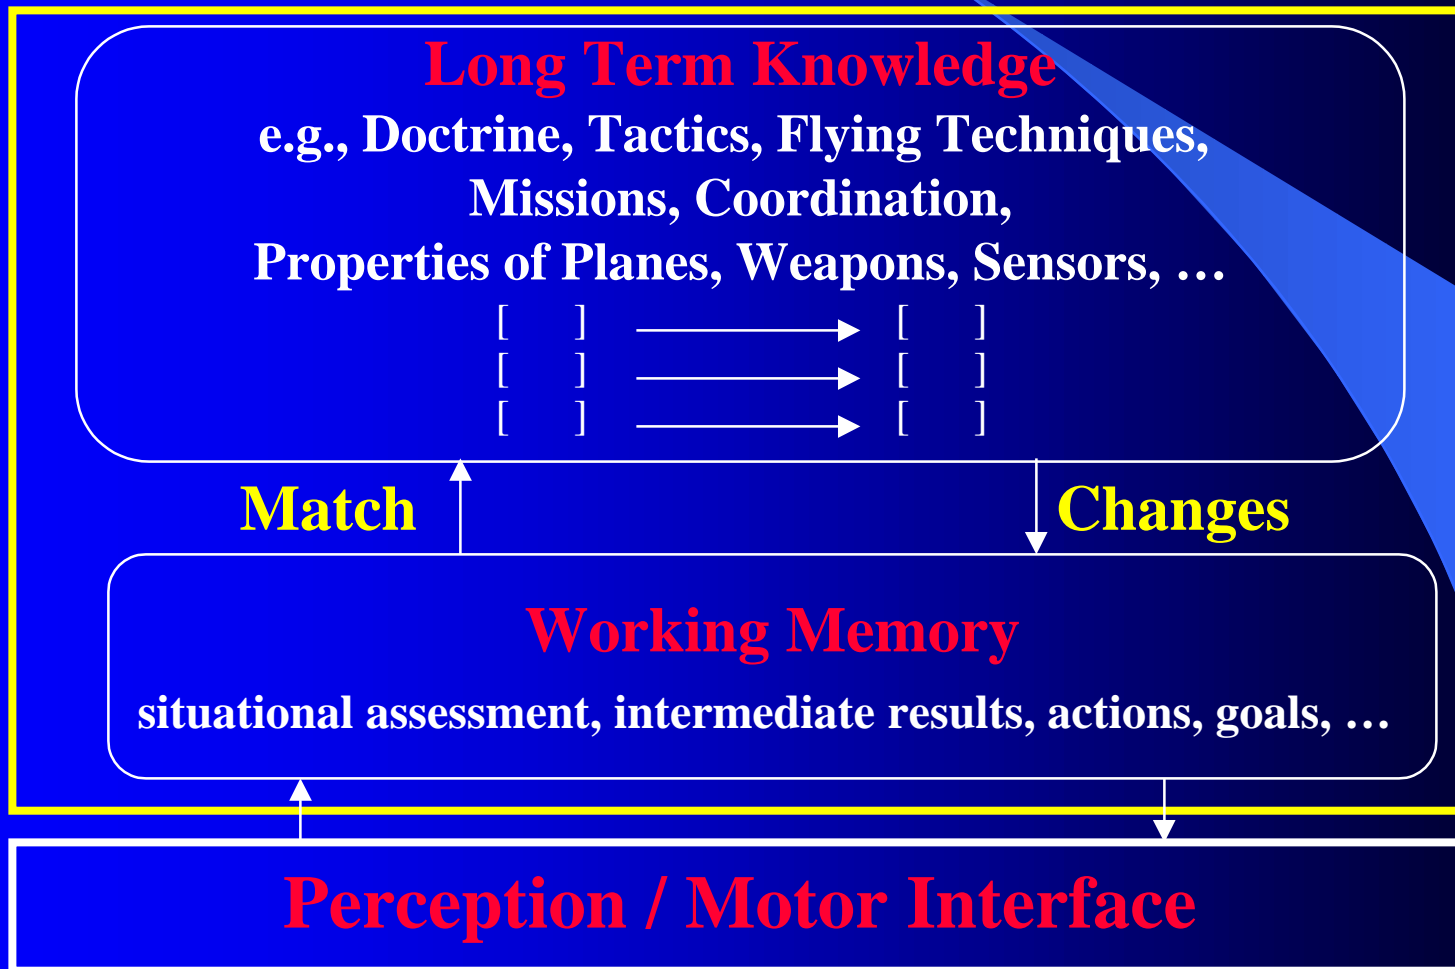 Long Term Knowledge
e.g., Doctrine, Tactics, Flying Techniques,
Missions, Coordination,
Properties of Planes, Weapons, Sensors, …
[ ] [ ]
[ ] [ ]
[ ] [ ]
Match Changes
Working Memory
situational assessment, intermediate results, actions, goals, …
Perception / Motor Interface